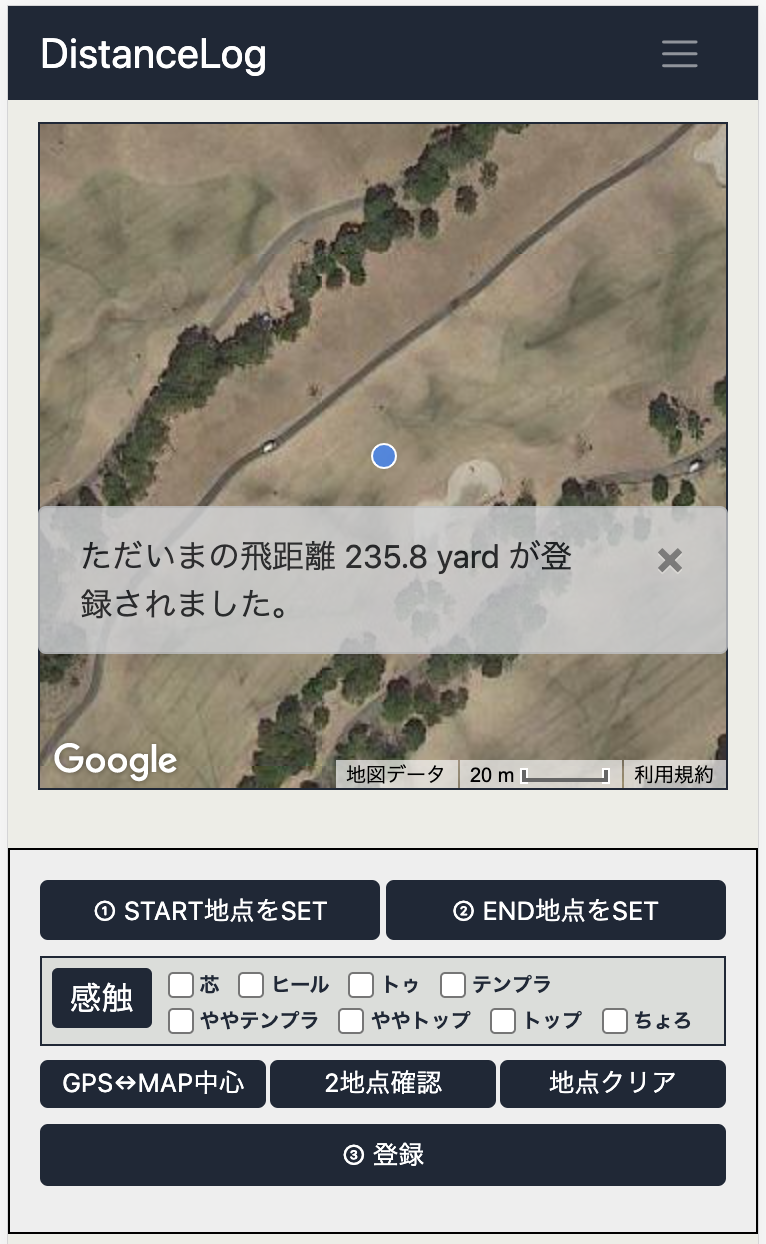 DistanceLog
ただいまの飛距離 235.8 yard が登
録されました。
Google
地図データ 20 m 利用規約
① START地点をSET ② END地点をSET
感触
芯 ヒール トゥ テンプラ
ややテンプラ ややトップ トップ ちょろ
GPS↔MAP中心 2地点確認 地点クリア
③ 登録